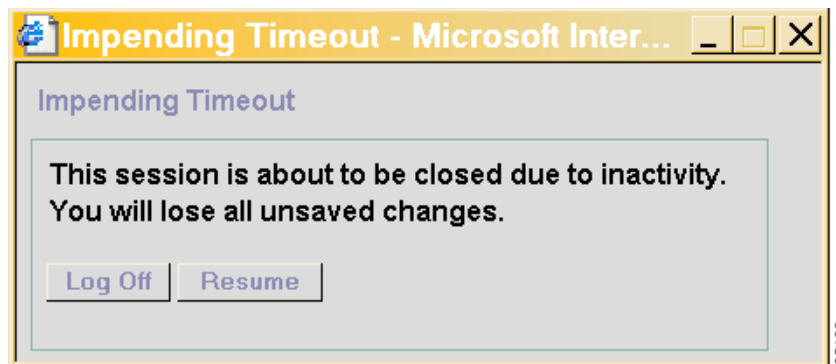 Impending Timeout - Microsoft Inter...
Impending Timeout
This session is about to be closed due to inactivity.
You will lose all unsaved changes.
Log Off Resume